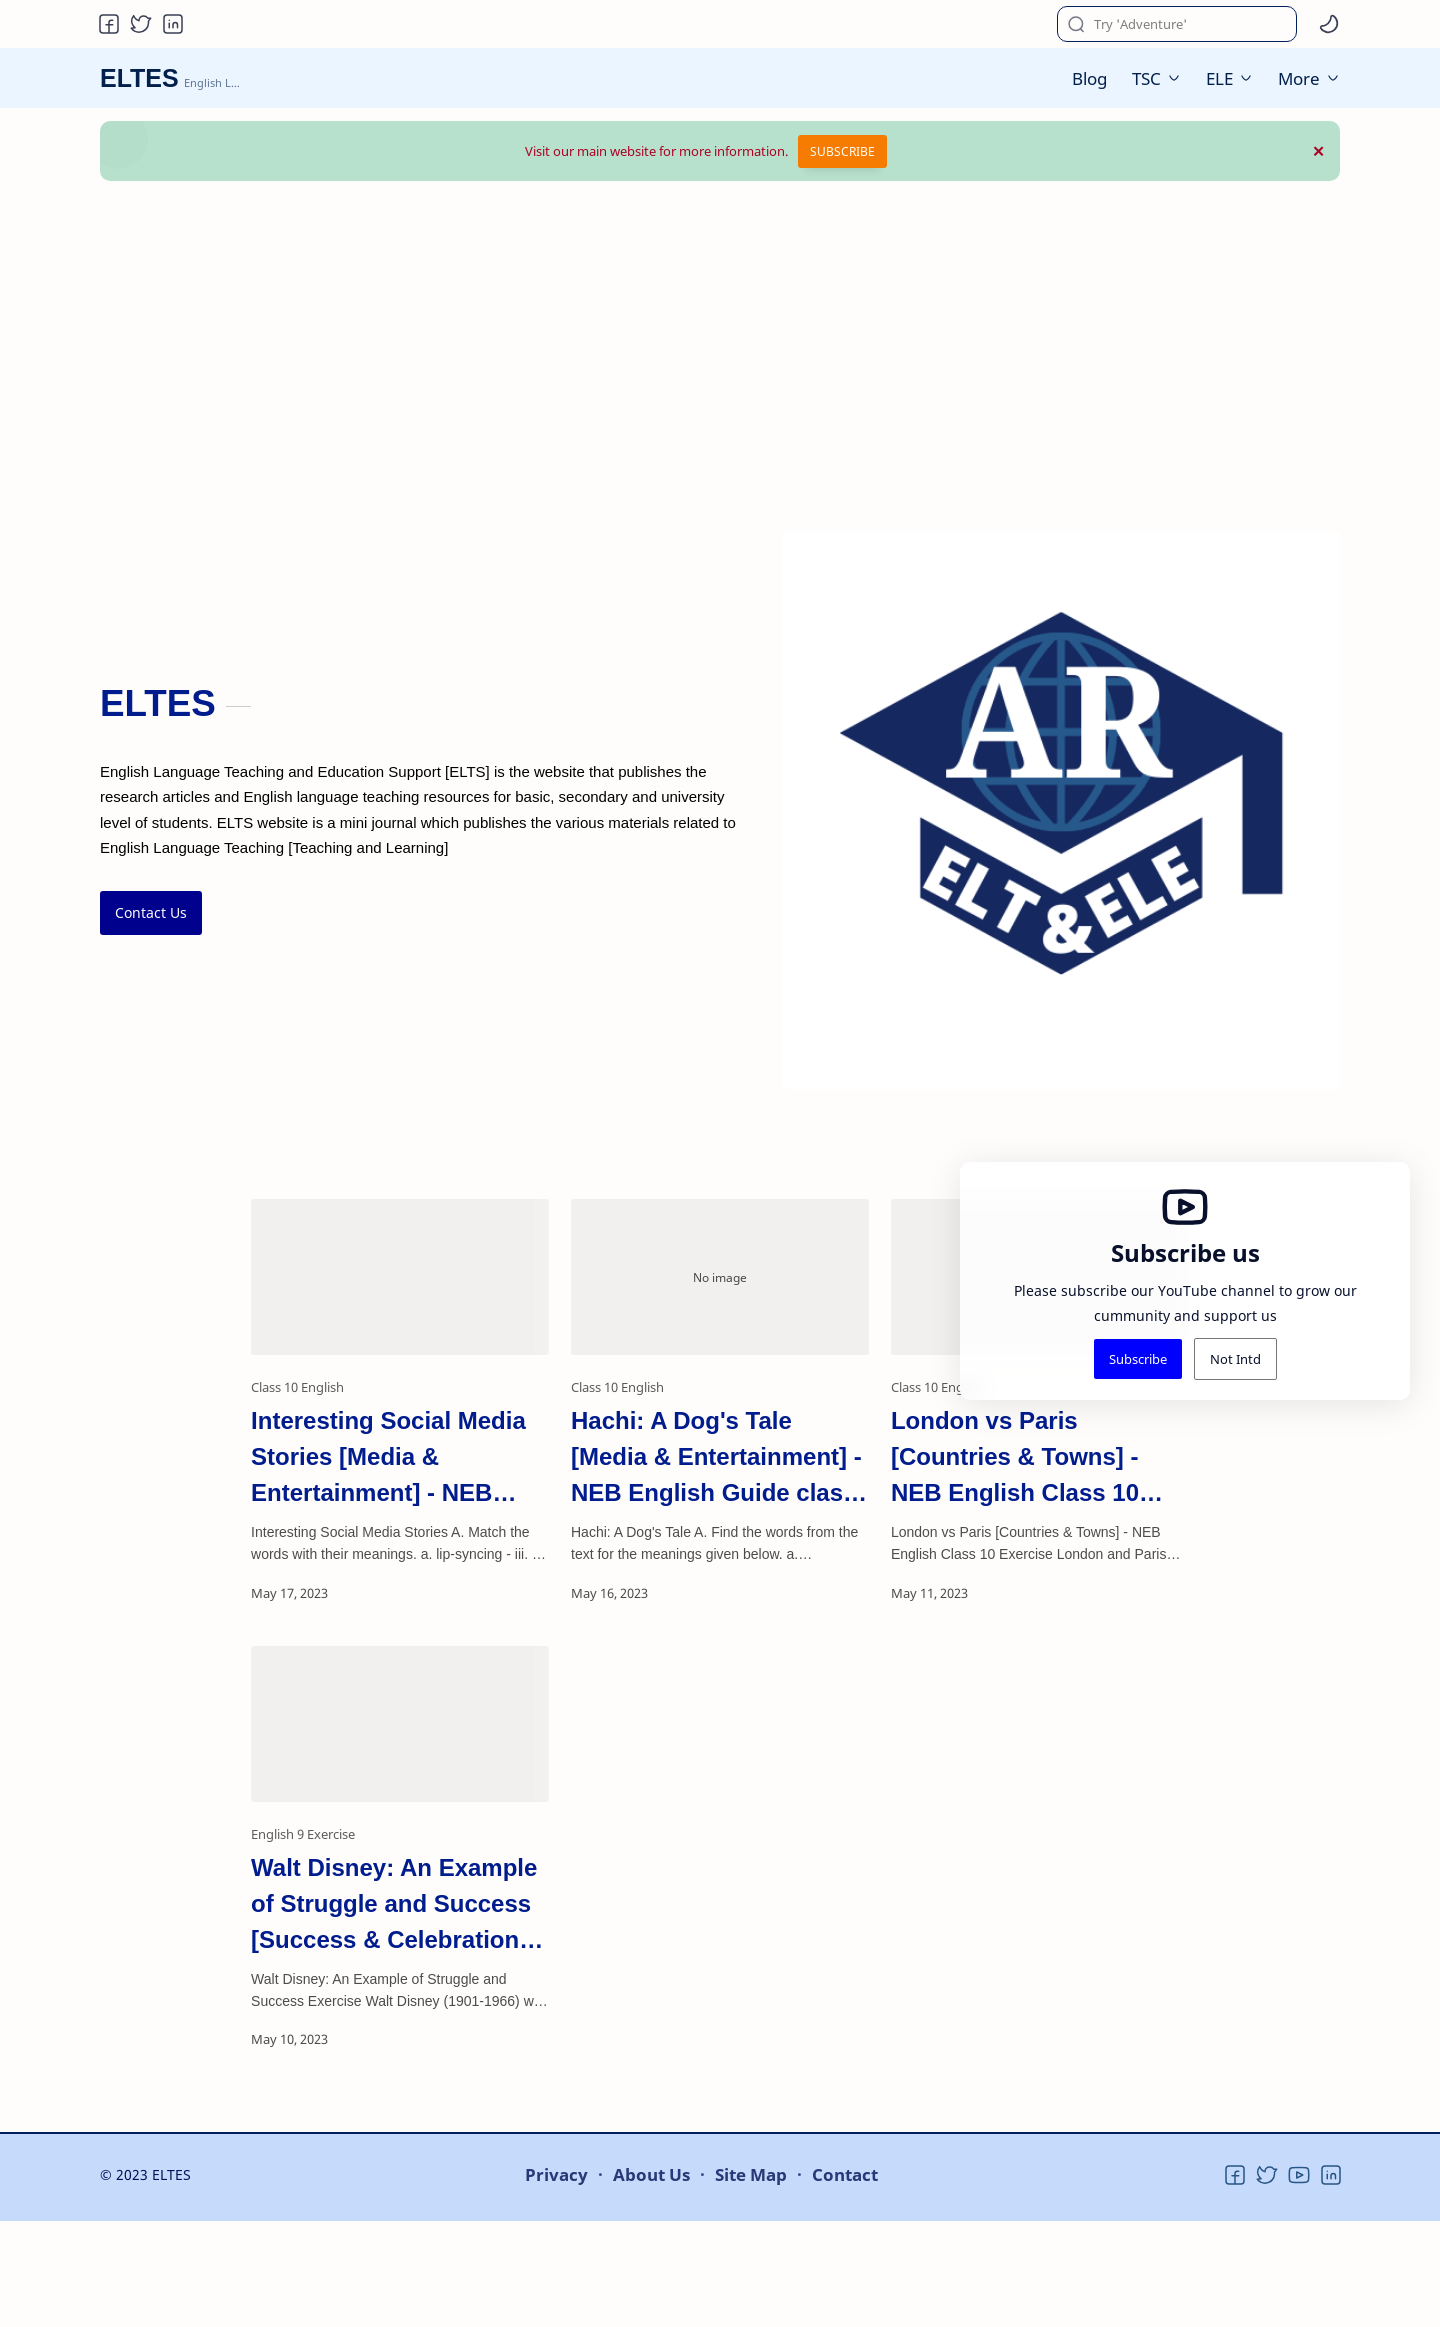 Try 'Adventure'
ELTES English L...
Blog TSC ELE More
Visit our main website for more information. SUBSCRIBE ×
AR
ELT & ELE
ELTES
English Language Teaching and Education Support [ELTS] is the website that publishes the
research articles and English language teaching resources for basic, secondary and university
level of students. ELTS website is a mini journal which publishes the various materials related to
English Language Teaching [Teaching and Learning]
Contact Us
Subscribe us
Please subscribe our YouTube channel to grow our
cummunity and support us
Subscribe Not Intd
Class 10 English
Interesting Social Media
Stories [Media &
Entertainment] - NEB…
Interesting Social Media Stories A. Match the
words with their meanings. a. lip-syncing - iii. …
May 17, 2023
No image
Class 10 English
Hachi: A Dog's Tale
[Media & Entertainment] -
NEB English Guide clas…
Hachi: A Dog's Tale A. Find the words from the
text for the meanings given below. a.…
May 16, 2023
Class 10 Eng
London vs Paris
[Countries & Towns] -
NEB English Class 10…
London vs Paris [Countries & Towns] - NEB
English Class 10 Exercise London and Paris…
May 11, 2023
English 9 Exercise
Walt Disney: An Example
of Struggle and Success
[Success & Celebration…
Walt Disney: An Example of Struggle and
Success Exercise Walt Disney (1901-1966) w…
May 10, 2023
© 2023 ELTES
Privacy · About Us · Site Map · Contact